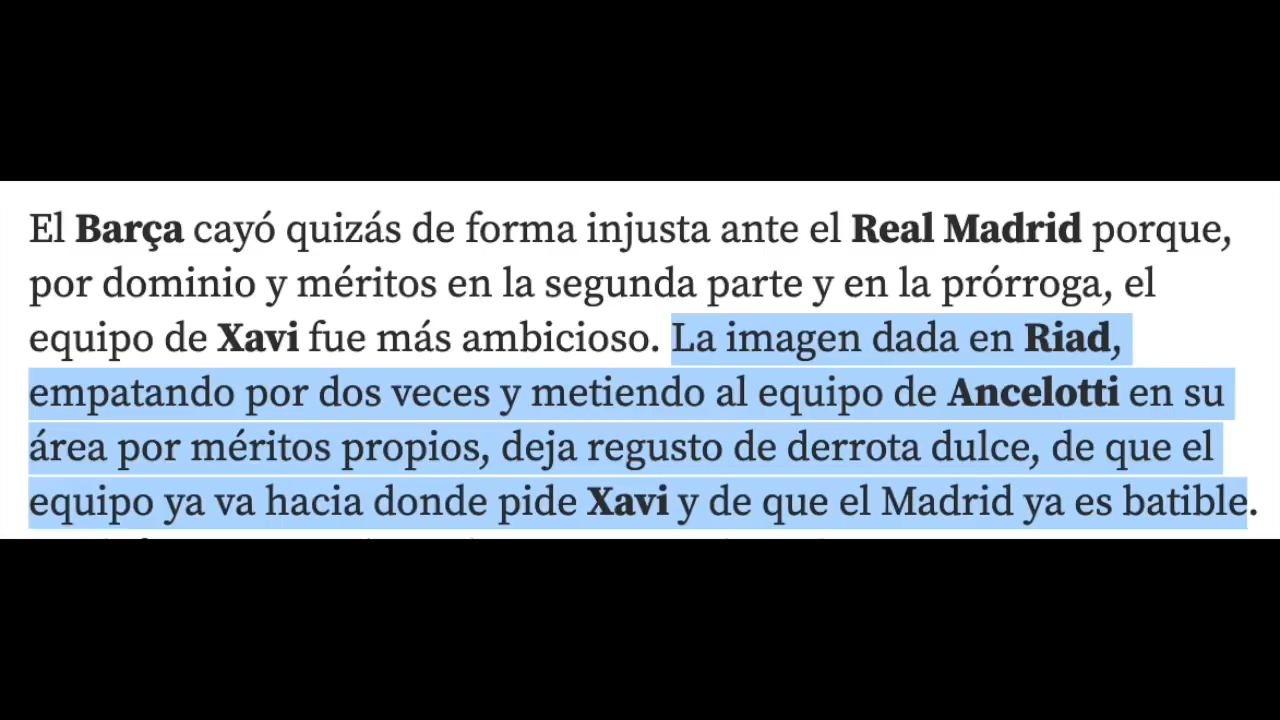 El Barça cayó quizás de forma injusta ante el Real Madrid porque,
por dominio y méritos en la segunda parte y en la prórroga, el
equipo de Xavi fue más ambicioso. La imagen dada en Riad,
empatando por dos veces y metiendo al equipo de Ancelotti en su
área por méritos propios, deja regusto de derrota dulce, de que el
equipo ya va hacia donde pide Xavi y de que el Madrid ya es batible.